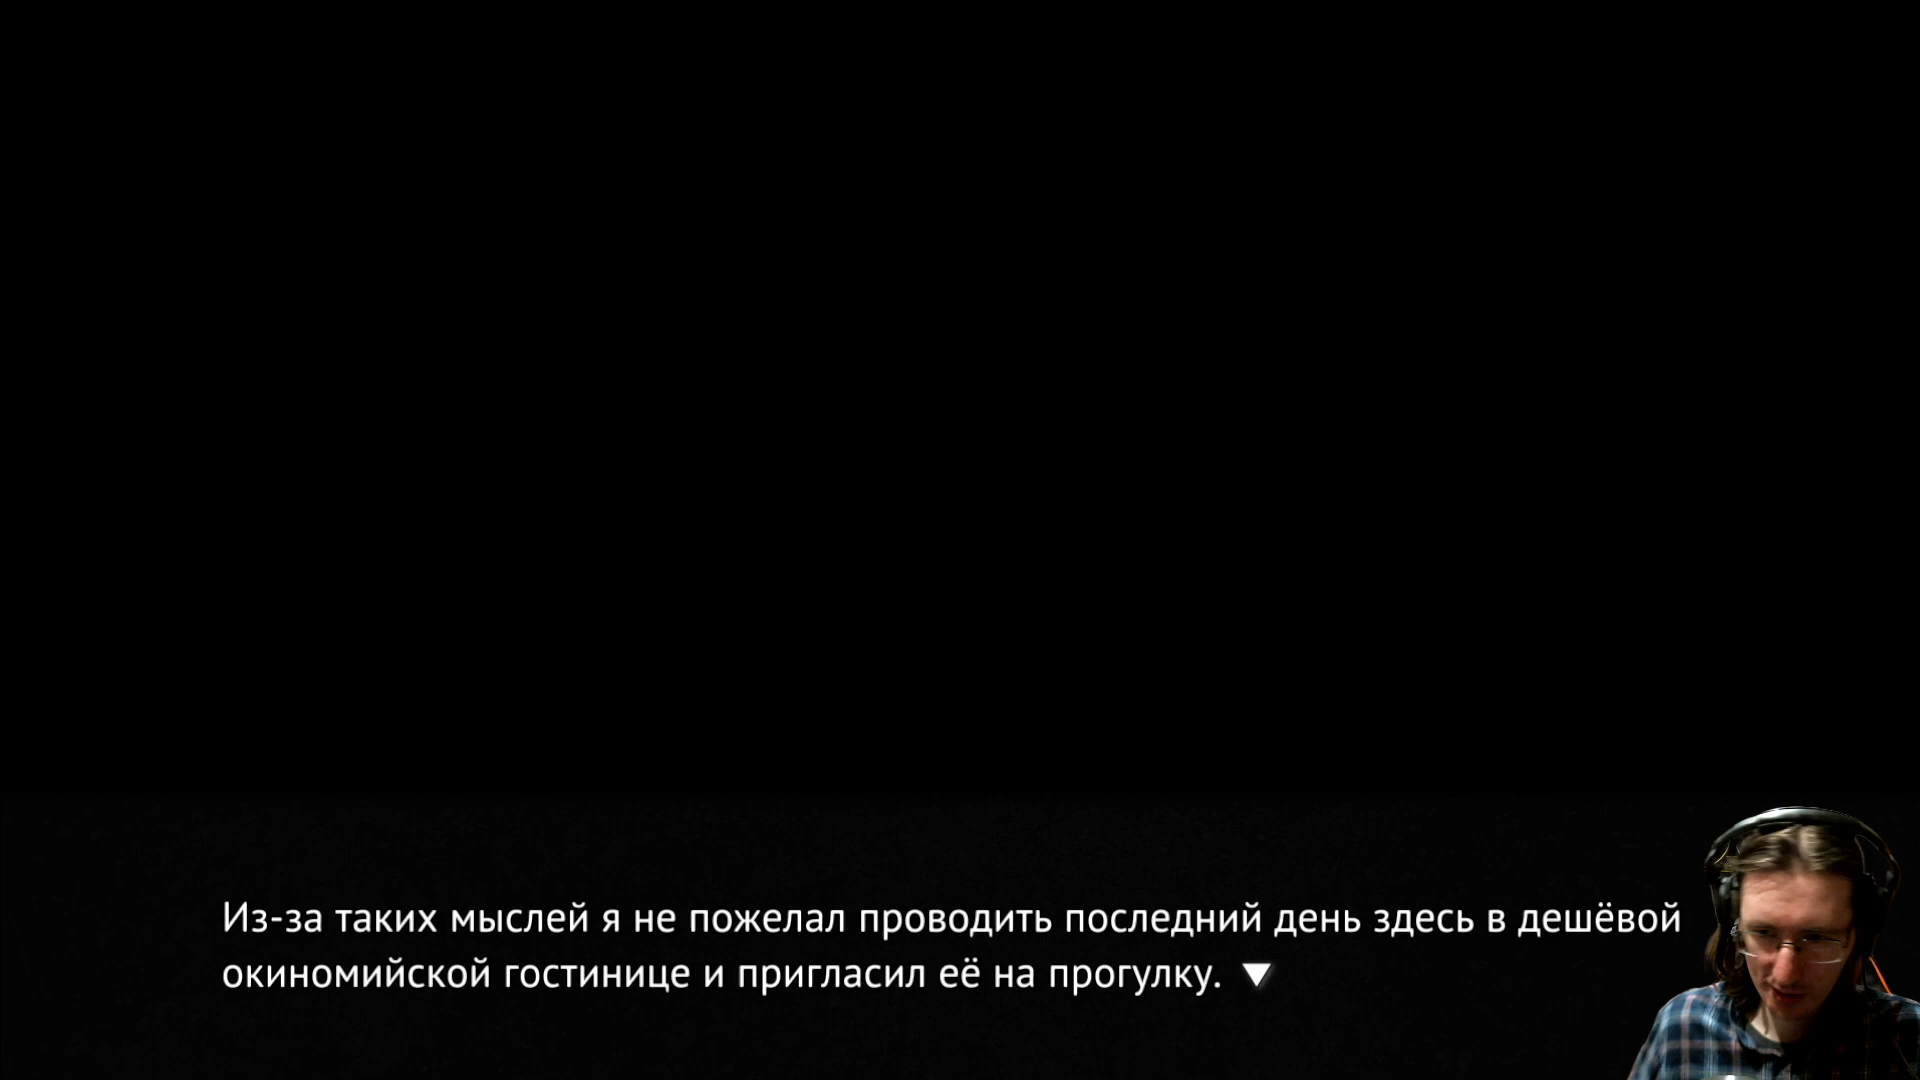 Из-за таких мыслей я не пожелал проводить последний день здесь в дешёвой
окиномийской гостинице и пригласил её на прогулку.